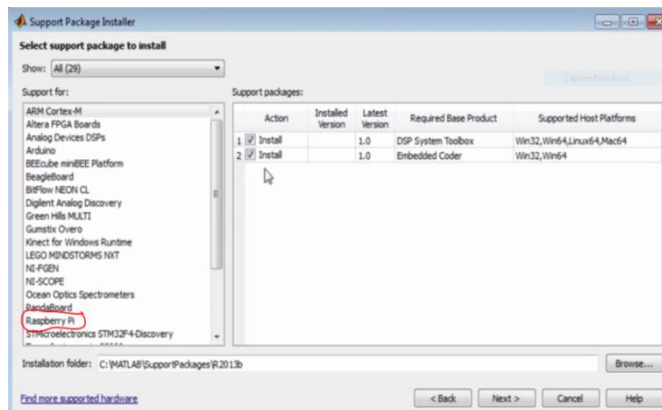 Support Package Installer
Select support package to install
Show: All (29)
Capture Print Screen
Support for:
ARM Cortex-M
Altera FPGA Boards
Analog Devices DSPs
Arduino
BEEcube miniBEE Platform
BeagleBoard
BitFlow NEON CL
Digilent Analog Discovery
Green Hills MULTI
Gumstix Overo
Kinect for Windows Runtime
LEGO MINDSTORMS NXT
NI-FGEN
NI-SCOPE
Ocean Optics Spectrometers
PandaBoard
Raspberry Pi
STMicroelectronics STM32F4-Discovery
Support packages:
Action Installed Version Latest Version Required Base Product Supported Host Platforms
1 Install 1.0 DSP System Toolbox Win32,Win64,Linux64,Mac64
2 Install 1.0 Embedded Coder Win32,Win64
Installation folder: C:\MATLAB\SupportPackages\R2013b Browse...
Find more supported hardware < Back Next > Cancel Help